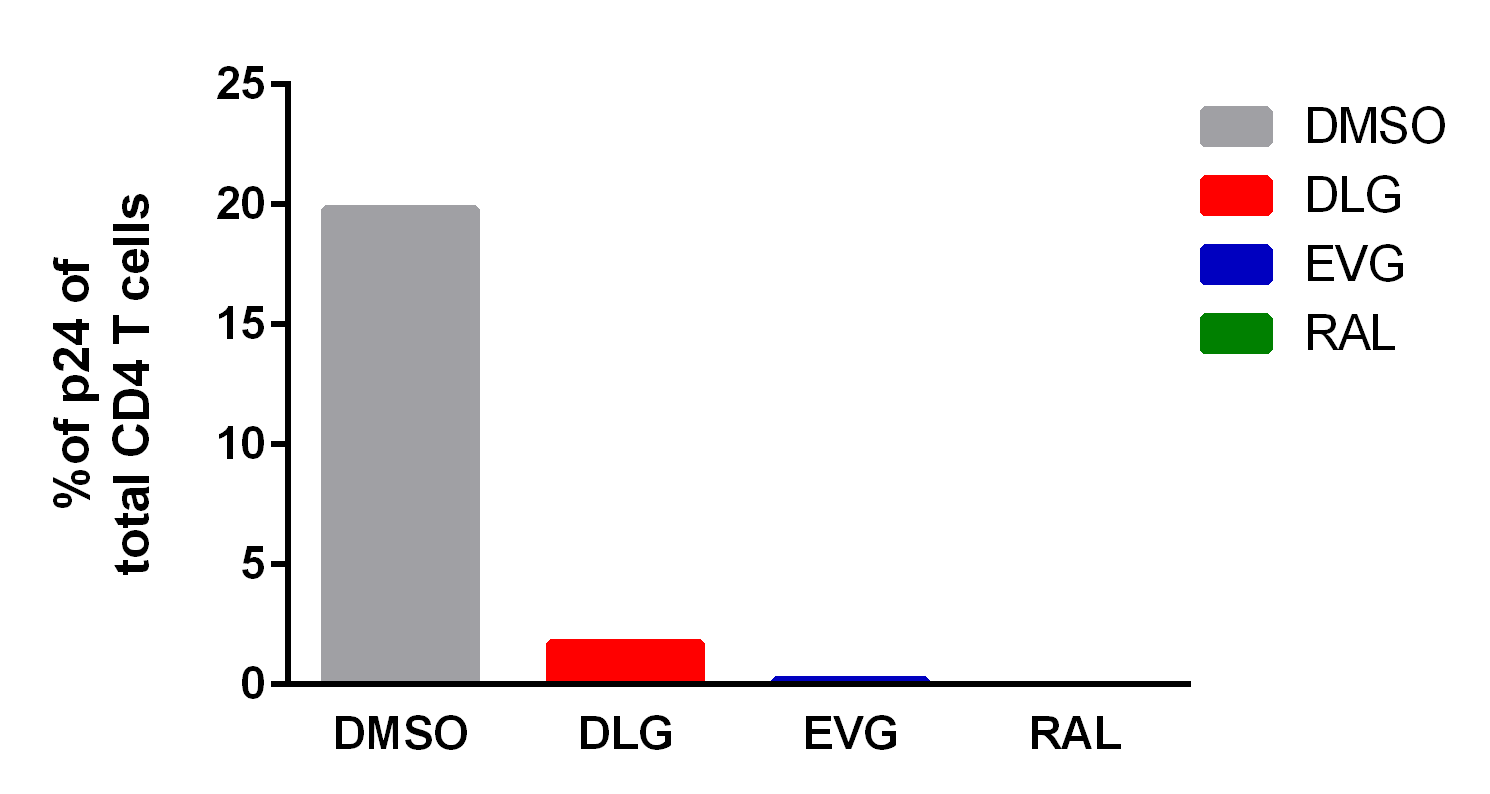 %of p24 of
total CD4 T cells
25
20
15
10
5
0
DMSO
DLG
EVG
RAL
DMSO
DLG
EVG
RAL